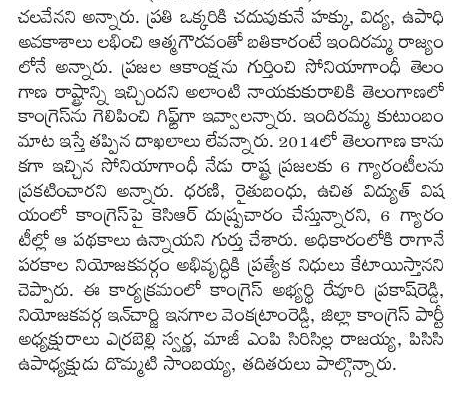 చలవేనని అన్నారు. ప్రతి ఒక్కరికి చదువుకునే హక్కు, విద్య, ఉపాధి
అవకాశాలు లభించి ఆత్మగౌరవంతో బతికారంటే ఇందిరమ్మ రాజ్యం
లోనే అన్నారు. ప్రజల ఆకాంక్షను గుర్తించి సోనియాగాంధీ తెలం
గాణ రాష్ట్రాన్ని ఇచ్చిందని అలాంటి నాయకుకురాలికి తెలంగాణలో
కాంగ్రెస్‌ను గెలిపించి గిఫ్ట్‌గా ఇవ్వాలన్నారు. ఇందిరమ్మ కుటుంబం
మాట ఇస్తే తప్పిన దాఖలాలు లేవన్నారు. 2014లో తెలంగాణ కాను
కగా ఇచ్చిన సోనియాగాంధీ నేడు రాష్ట్ర ప్రజలకు 6 గ్యారంటీలను
ప్రకటించారని అన్నారు. ధరణి, రైతుబంధు, ఉచిత విద్యుత్ విష
యంలో కాంగ్రెస్‌పై కెసిఆర్ దుష్ప్రచారం చేస్తున్నారని, 6 గ్యారం
టీల్లో ఆ పథకాలు ఉన్నాయని గుర్తు చేశారు. అధికారంలోకి రాగానే
పరకాల నియోజకవర్గం అభివృద్ధికి ప్రత్యేక నిధులు కేటాయిస్తానని
చెప్పారు. ఈ కార్యక్రమంలో కాంగ్రెస్ అభ్యర్థి రేవూరి ప్రకాష్‌రెడ్డి,
నియోజకవర్గ ఇన్‌చార్జి ఇనగాల వెంకట్రాంరెడ్డి, జిల్లా కాంగ్రెస్ పార్టీ
అధ్యక్షురాలు ఎర్రబెల్లి స్వర్ణ, మాజీ ఎంపి సిరిసిల్ల రాజయ్య, పిసిసి
ఉపాధ్యక్షుడు దొమ్మటి సాంబయ్య, తదితరులు పాల్గొన్నారు.